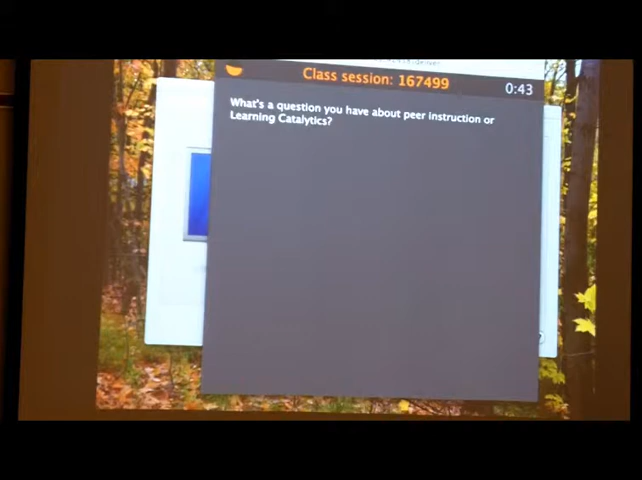 Class session: 167499
0:43
What's a question you have about peer instruction or
Learning Catalytics?